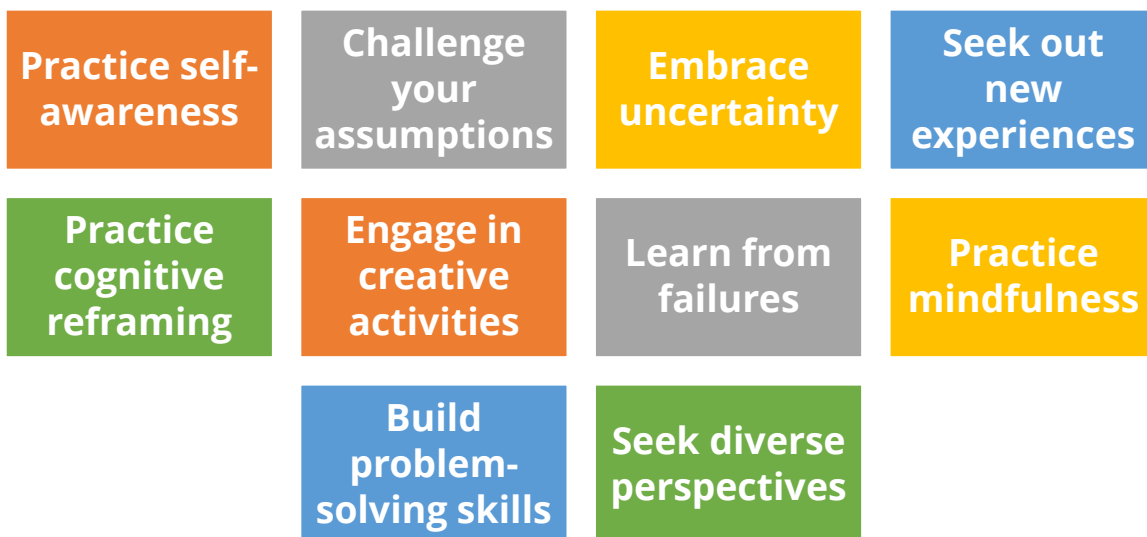 Practice self-
awareness
Challenge
your
assumptions
Embrace
uncertainty
Seek out
new
experiences
Practice
cognitive
reframing
Engage in
creative
activities
Learn from
failures
Practice
mindfulness
Build
problem-
solving skills
Seek diverse
perspectives